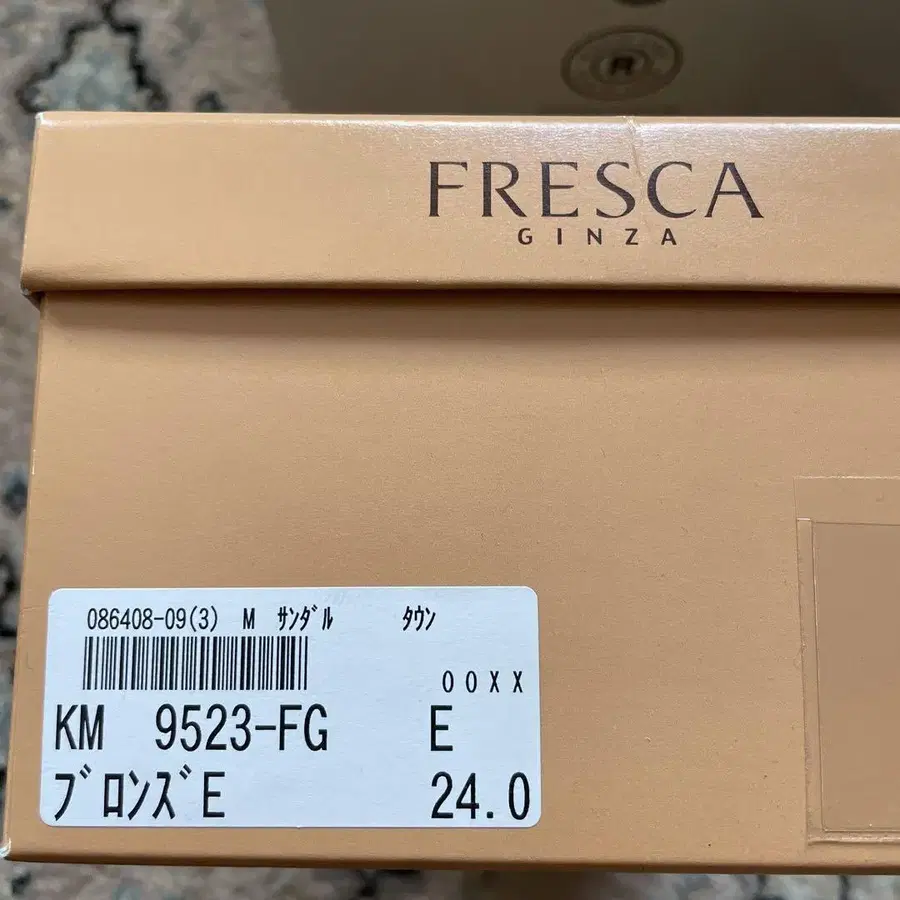 R
FRESCA
GINZA
086408-09(3) M ｻﾝﾀﾞﾙ ﾀｳﾝ
00XX
KM 9523-FG E
ﾌﾞﾛﾝｽﾞE 24.0